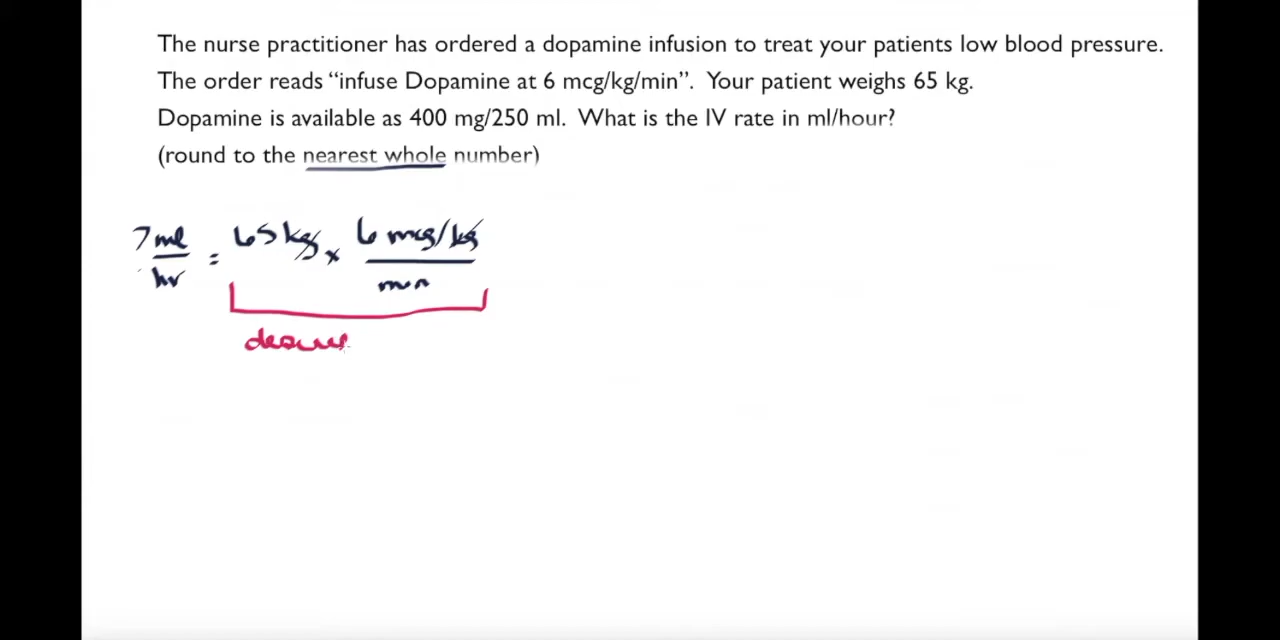 The nurse practitioner has ordered a dopamine infusion to treat your patients low blood pressure.
The order reads “infuse Dopamine at 6 mcg/kg/min”. Your patient weighs 65 kg.
Dopamine is available as 400 mg/250 ml. What is the IV rate in ml/hour?
(round to the nearest whole number)
? ml / hr = 65 kg x 6 mcg/kg / min